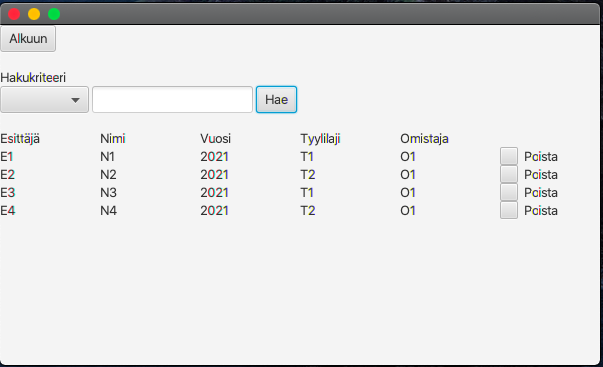 Alkuun
Hakukriteeri
Hae
Esittäjä Nimi Vuosi Tyylilaji Omistaja
E1 N1 2021 T1 O1 Poista
E2 N2 2021 T2 O1 Poista
E3 N3 2021 T1 O1 Poista
E4 N4 2021 T2 O1 Poista